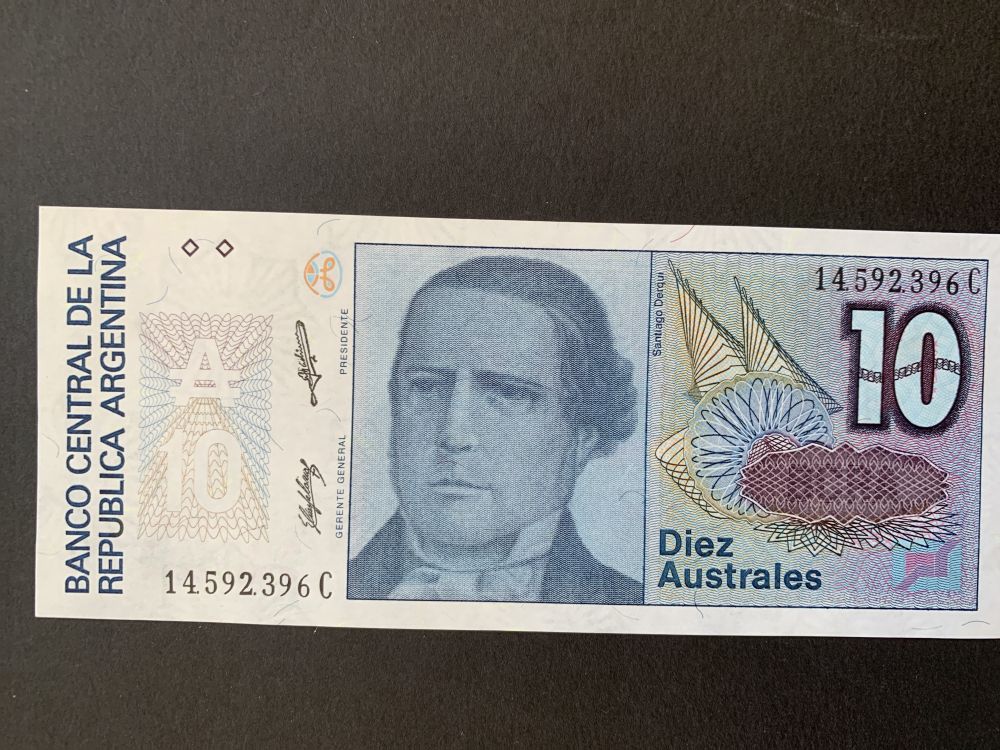 BANCO CENTRAL DE LA
REPUBLICA ARGENTINA
A
10
14.592.396 C
PRESIDENTE
GERENTE GENERAL
Santiago Derqui
14.592.396 C
10
Diez
Australes